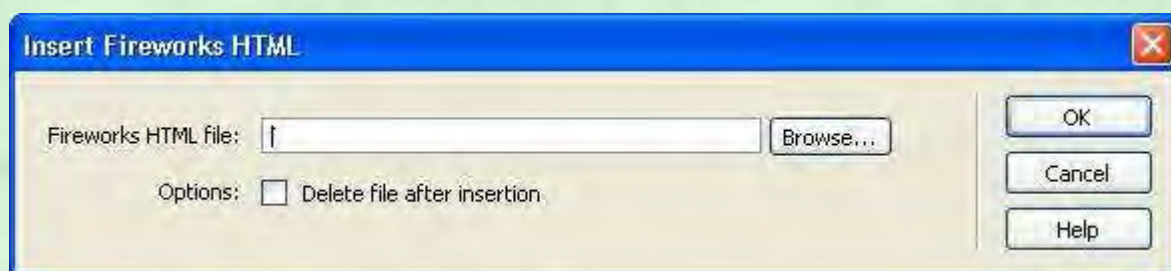 Insert Fireworks HTML
Fireworks HTML file:
Browse...
Options:
Delete file after insertion
OK
Cancel
Help